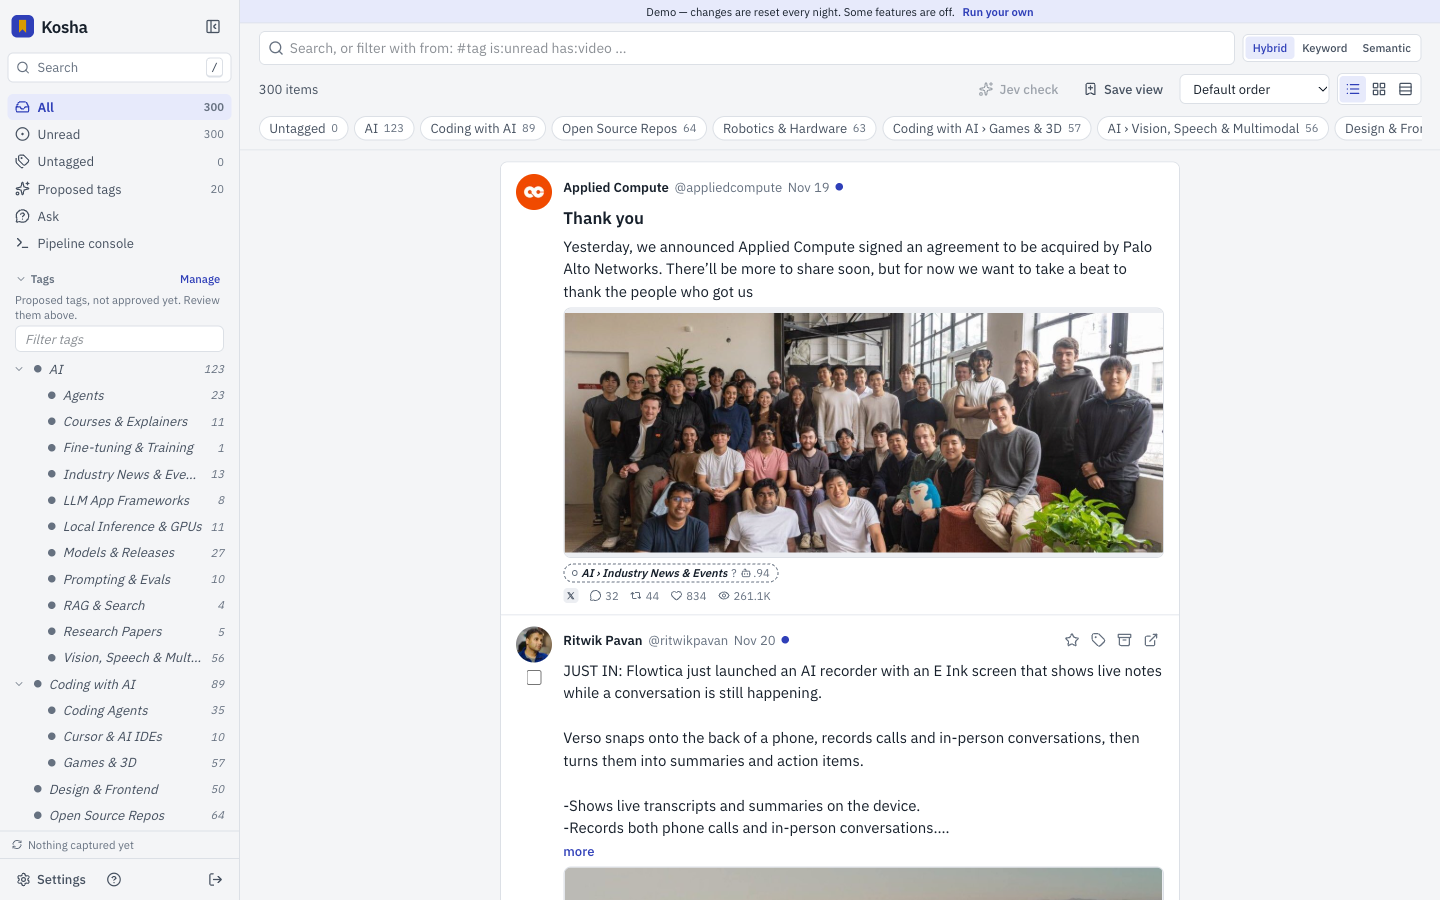 Demo — changes are reset every night. Some features are off. Run your own
Kosha
Search /
All 300
Unread 300
Untagged 0
Proposed tags 20
Ask
Pipeline console
Tags Manage
Proposed tags, not approved yet. Review
them above.
Filter tags
AI 123
Agents 23
Courses & Explainers 11
Fine-tuning & Training 1
Industry News & Eve... 13
LLM App Frameworks 8
Local Inference & GPUs 11
Models & Releases 27
Prompting & Evals 10
RAG & Search 4
Research Papers 5
Vision, Speech & Mult... 56
Coding with AI 89
Coding Agents 35
Cursor & AI IDEs 10
Games & 3D 57
Design & Frontend 50
Open Source Repos 64
Nothing captured yet
Settings
Search, or filter with from: #tag is:unread has:video ...
Hybrid Keyword Semantic
300 items
Jev check Save view Default order
Untagged 0 AI 123 Coding with AI 89 Open Source Repos 64 Robotics & Hardware 63 Coding with AI › Games & 3D 57 AI › Vision, Speech & Multimodal 56 Design & Fror
Applied Compute @appliedcompute Nov 19
Thank you
Yesterday, we announced Applied Compute signed an agreement to be acquired by Palo
Alto Networks. There’ll be more to share soon, but for now we want to take a beat to
thank the people who got us
AI › Industry News & Events ? .94
X 32 44 834 261.1K
Ritwik Pavan @ritwikpavan Nov 20
JUST IN: Flowtica just launched an AI recorder with an E Ink screen that shows live notes
while a conversation is still happening.
Verso snaps onto the back of a phone, records calls and in-person conversations, then
turns them into summaries and action items.
-Shows live transcripts and summaries on the device.
-Records both phone calls and in-person conversations....
more